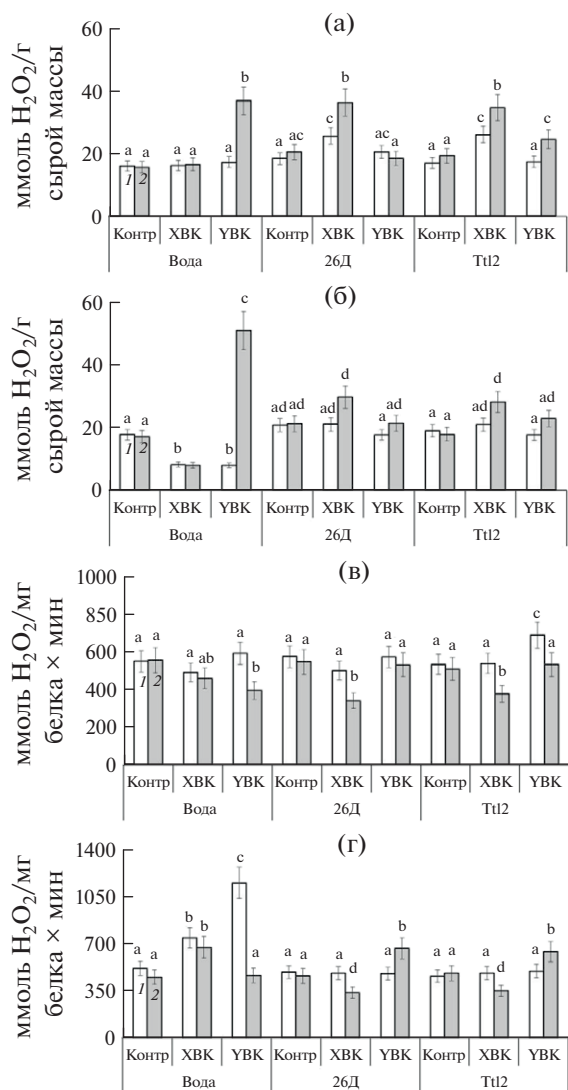 (а)
ммоль H₂O₂/г
сырой массы
60
40
20
0
a a a a a b a ac c b ac a a a c b a c
1 2
Контр ХВК YВК Контр ХВК YВК Контр ХВК YВК
Вода 26Д Ttl2
(б)
ммоль H₂O₂/г
сырой массы
60
40
20
0
a a b b c ad ad ad d a ad a a ad d a ad
1 2
Контр ХВК YВК Контр ХВК YВК Контр ХВК YВК
Вода 26Д Ttl2
(в)
ммоль H₂O₂/мг
белка × мин
1000
850
600
400
200
0
a a a ab a b a a a b a a a a a b c a
1 2
Контр ХВК YВК Контр ХВК YВК Контр ХВК YВК
Вода 26Д Ttl2
(г)
ммоль H₂O₂/мг
белка × мин
1400
1050
700
350
0
a a b b c a a a a d a b a a a d a b
1 2
Контр ХВК YВК Контр ХВК YВК Контр ХВК YВК
Вода 26Д Ttl2